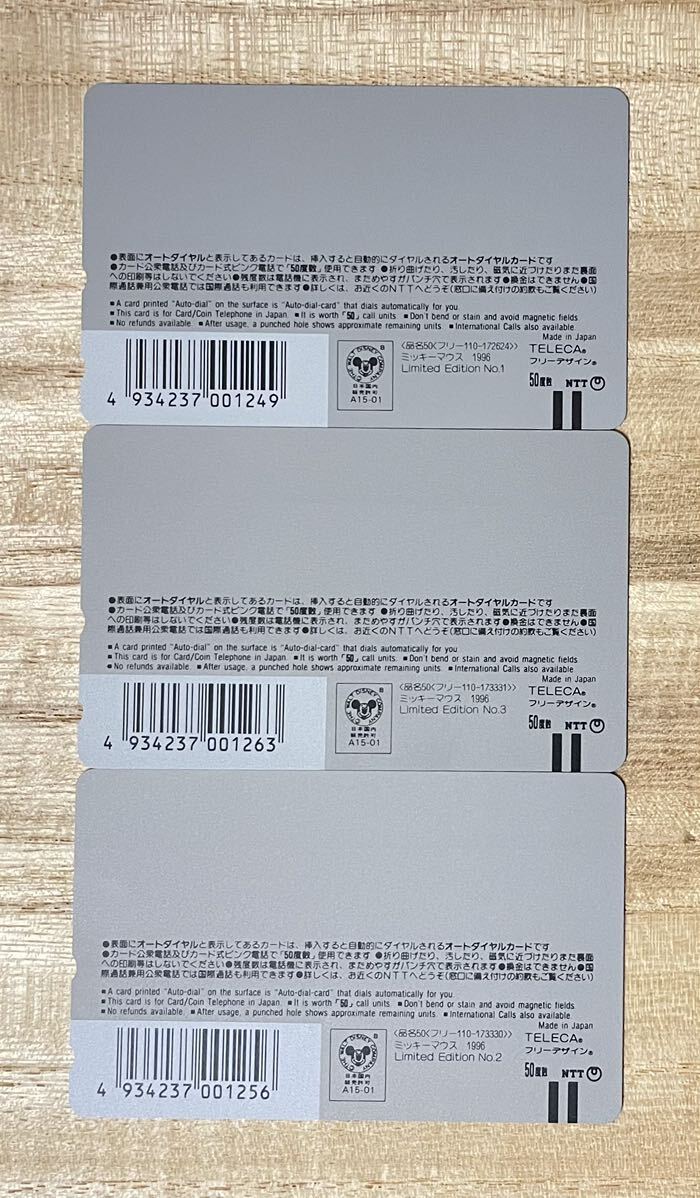 ●表面にオートダイヤルと表示してあるカードは、挿入すると自動的にダイヤルされるオートダイヤルカードです
●カード公衆電話及びカード式ピンク電話で「50度数」使用できます ●折り曲げたり、汚したり、磁気に近づけたりまた裏面
への印刷等はしないでください●残度数は電話機に表示され、まためやすがパンチ穴で表示されます●換金はできません●国
際通話兼用公衆電話では国際通話も利用できます●詳しくは、お近くのNTTへどうぞ(窓口に備え付けの約款もご覧ください)
■A card printed "Auto-dial" on the surface is "Auto-dial-card" that dials automatically for you.
■This card is for Card/Coin Telephone in Japan. ■It is worth「50」call units. ■Don't bend or stain and avoid magnetic fields
■No refunds available. ■After usage, a punched hole shows approximate remaining units. ■International Calls also available.
Made in Japan
4 934237 001249
©THE WALT DISNEY COMPANY
B
日本国内
販売許可
A15-01
〈品名50<フリー110-172624〉〉
ミッキーマウス 1996
Limited Edition No.1
TELECA®
フリーデザイン®
50度数 NTT
●表面にオートダイヤルと表示してあるカードは、挿入すると自動的にダイヤルされるオートダイヤルカードです
●カード公衆電話及びカード式ピンク電話で「50度数」使用できます ●折り曲げたり、汚したり、磁気に近づけたりまた裏面
への印刷等はしないでください●残度数は電話機に表示され、まためやすがパンチ穴で表示されます●換金はできません●国
際通話兼用公衆電話では国際通話も利用できます●詳しくは、お近くのNTTへどうぞ(窓口に備え付けの約款もご覧ください)
■A card printed "Auto-dial" on the surface is "Auto-dial-card" that dials automatically for you.
■This card is for Card/Coin Telephone in Japan. ■It is worth「50」call units. ■Don't bend or stain and avoid magnetic fields
■No refunds available. ■After usage, a punched hole shows approximate remaining units. ■International Calls also available
Made in Japan
4 934237 001263
©THE WALT DISNEY COMPANY
B
日本国内
販売許可
A15-01
〈品名50<フリー110-173331〉〉
ミッキーマウス 1996
Limited Edition No.3
TELECA®
フリーデザイン®
50度数 NTT
●表面にオートダイヤルと表示してあるカードは、挿入すると自動的にダイヤルされるオートダイヤルカードです
●カード公衆電話及びカード式ピンク電話で「50度数」使用できます ●折り曲げたり、汚したり、磁気に近づけたりまた裏面
への印刷等はしないでください●残度数は電話機に表示され、まためやすがパンチ穴で表示されます●換金はできません●国
際通話兼用公衆電話では国際通話も利用できます●詳しくは、お近くのNTTへどうぞ(窓口に備え付けの約款もご覧ください)
■A card printed "Auto-dial" on the surface is "Auto-dial-card" that dials automatically for you.
■This card is for Card/Coin Telephone in Japan. ■It is worth「50」call units. ■Don't bend or stain and avoid magnetic fields
■No refunds available. ■After usage, a punched hole shows approximate remaining units. ■International Calls also available.
Made in Japan
4 934237 001256
©THE WALT DISNEY COMPANY
B
日本国内
販売許可
A15-01
〈品名50<フリー110-173330〉〉
ミッキーマウス 1996
Limited Edition No.2
TELECA®
フリーデザイン®
50度数 NTT